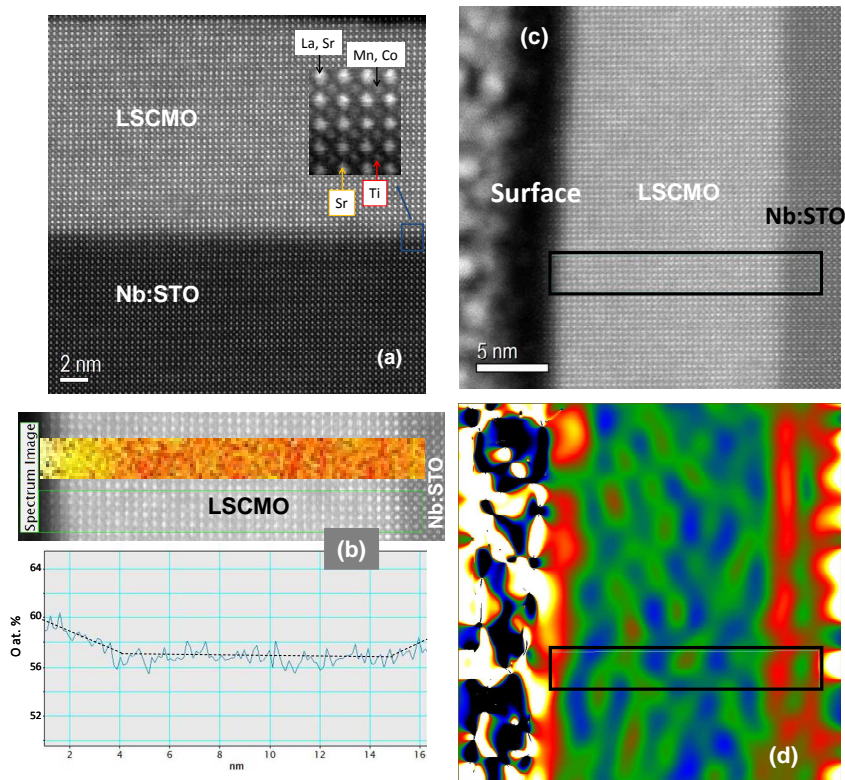 La, Sr
Mn, Co
LSCMO
Sr
Ti
Nb:STO
2 nm
(a)
(c)
Surface
LSCMO
Nb:STO
5 nm
Spectrum Image
LSCMO
Nb:STO
(b)
64
60
56
52
O at. %
2
4
6
8
10
12
14
16
nm
(d)